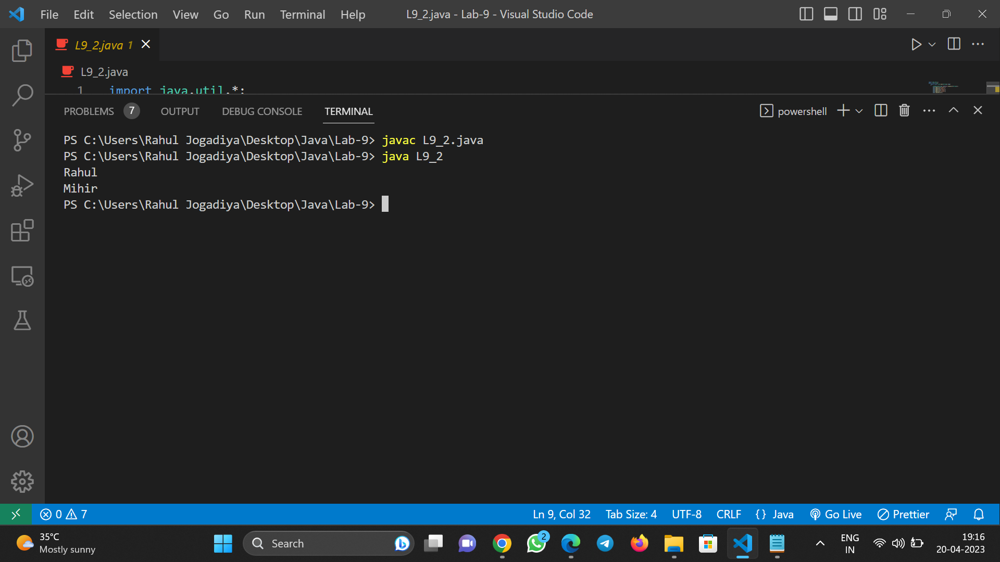 File Edit Selection View Go Run Terminal Help L9_2.java - Lab-9 - Visual Studio Code
L9_2.java 1
L9_2.java
1 import java.util.*;
PROBLEMS 7 OUTPUT DEBUG CONSOLE TERMINAL powershell
PS C:\Users\Rahul Jogadiya\Desktop\Java\Lab-9> javac L9_2.java
PS C:\Users\Rahul Jogadiya\Desktop\Java\Lab-9> java L9_2
Rahul
Mihir
PS C:\Users\Rahul Jogadiya\Desktop\Java\Lab-9>
0 7 Ln 9, Col 32 Tab Size: 4 UTF-8 CRLF {} Java Go Live Prettier
35°C
Mostly sunny
Search
2
ENG
IN
19:16
20-04-2023